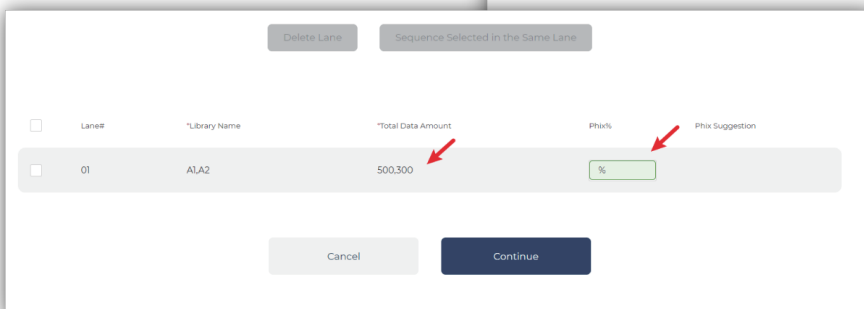 Delete Lane Sequence Selected in the Same Lane
Lane# *Library Name *Total Data Amount Phix% Phix Suggestion
01 A1,A2 500,300 %
Cancel Continue